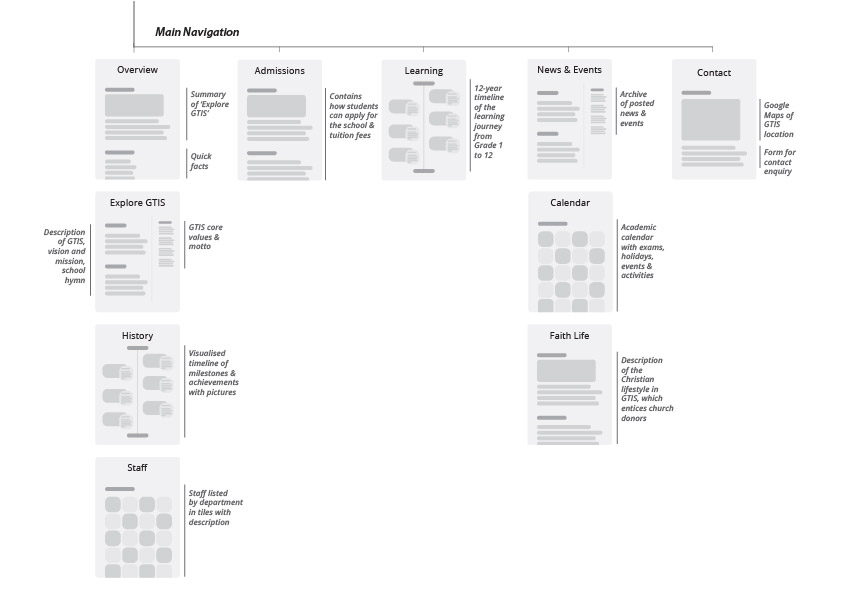 Main Navigation
Overview
Summary
of ‘Explore
GTIS’
Quick
facts
Admissions
Contains
how students
can apply for
the school &
tuition fees
Learning
12-year
timeline
of the
learning
journey
from
Grade 1
to 12
News & Events
Archive
of posted
news &
events
Contact
Google
Maps of
GTIS
location
Form for
contact
enquiry
Explore GTIS
Description
of GTIS,
vision and
mission,
school
hymn
GTIS core
values &
motto
Calendar
Academic
calendar
with exams,
holidays,
events &
activities
History
Visualised
timeline of
milestones &
achievements
with pictures
Faith Life
Description
of the
Christian
lifestyle in
GTIS, which
entices church
donors
Staff
Staff listed
by department
in tiles with
description